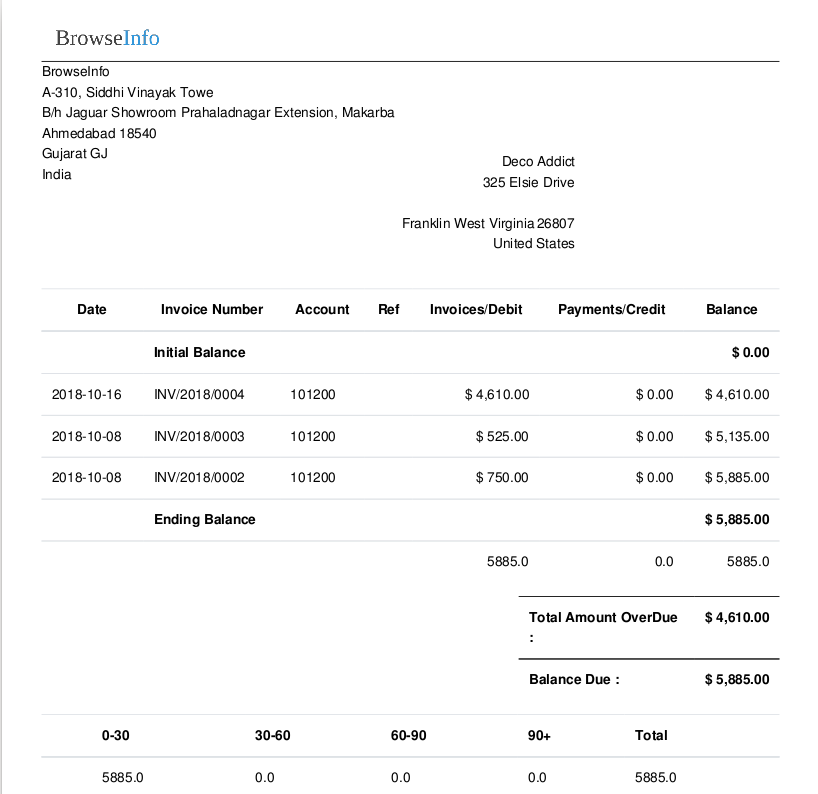 BrowseInfo
BrowseInfo
A-310, Siddhi Vinayak Towe
B/h Jaguar Showroom Prahaladnagar Extension, Makarba
Ahmedabad 18540
Gujarat GJ
India
Deco Addict
325 Elsie Drive
Franklin West Virginia 26807
United States
Date Invoice Number Account Ref Invoices/Debit Payments/Credit Balance
Initial Balance $ 0.00
2018-10-16 INV/2018/0004 101200 $ 4,610.00 $ 0.00 $ 4,610.00
2018-10-08 INV/2018/0003 101200 $ 525.00 $ 0.00 $ 5,135.00
2018-10-08 INV/2018/0002 101200 $ 750.00 $ 0.00 $ 5,885.00
Ending Balance $ 5,885.00
5885.0 0.0 5885.0
Total Amount OverDue $ 4,610.00
:
Balance Due : $ 5,885.00
0-30 30-60 60-90 90+ Total
5885.0 0.0 0.0 0.0 5885.0